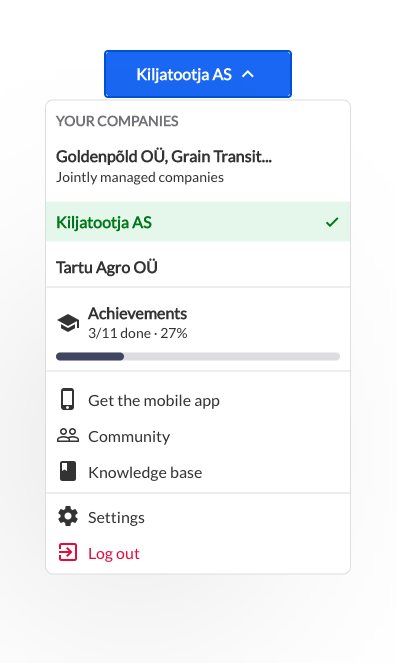 Kiljatootja AS
YOUR COMPANIES
Goldenpõld OÜ, Grain Transit...
Jointly managed companies
Kiljatootja AS
Tartu Agro OÜ
Achievements
3/11 done · 27%
Get the mobile app
Community
Knowledge base
Settings
Log out